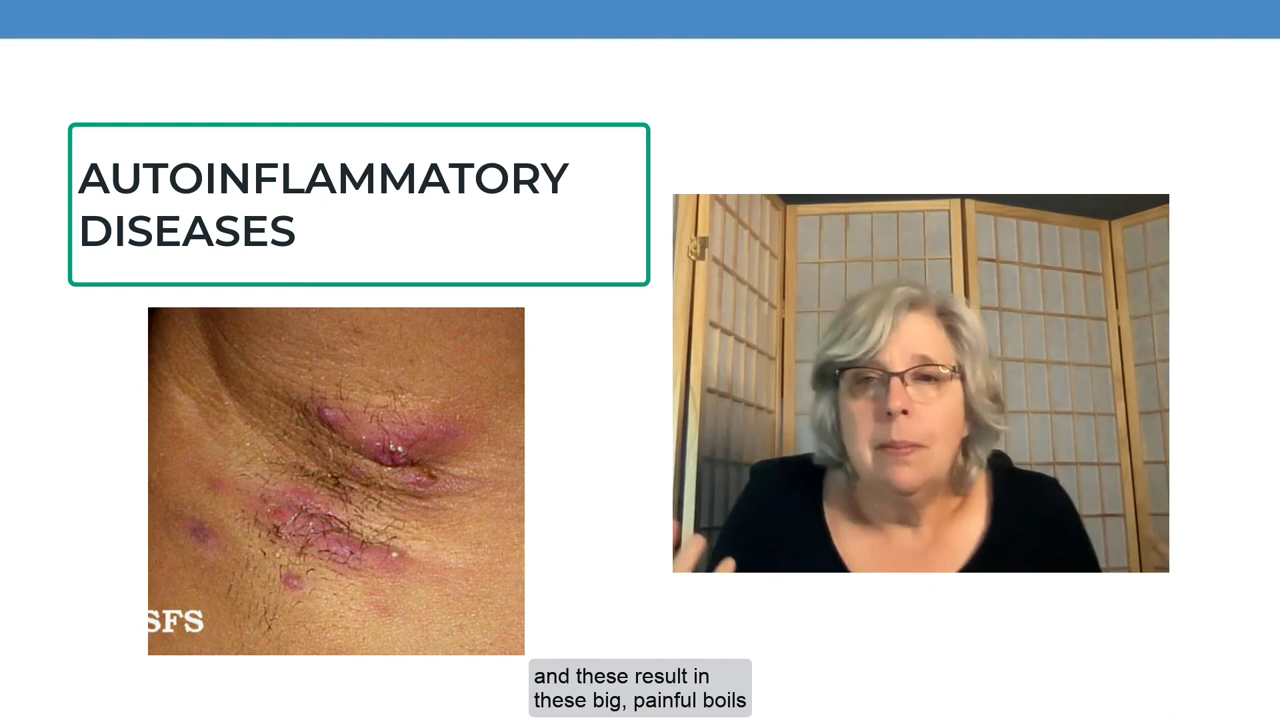 AUTOINFLAMMATORY
DISEASES
SFS
and these result in
these big, painful boils